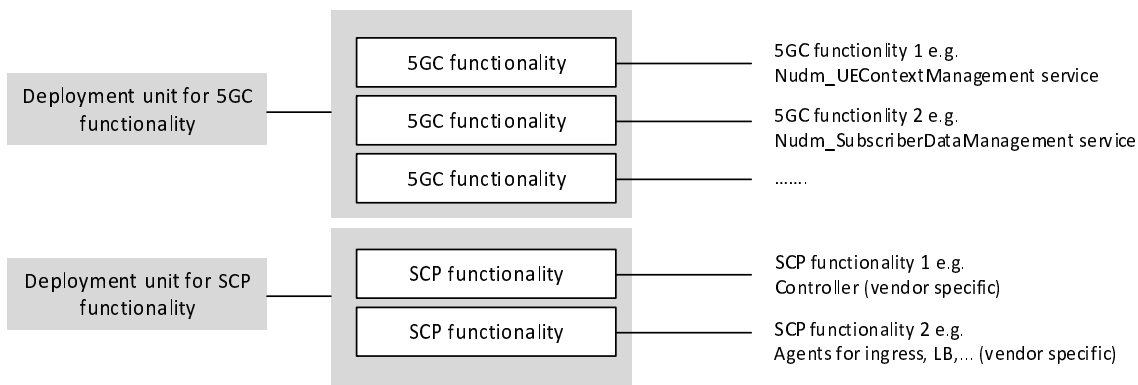 Deployment unit for 5GC
functionality
5GC functionality
5GC functionality
5GC functionality
5GC functionlity 1 e.g.
Nudm_UEContextManagement service
5GC functionlity 2 e.g.
Nudm_SubscriberDataManagement service
…….
Deployment unit for SCP
functionality
SCP functionality
SCP functionality
SCP functionality 1 e.g.
Controller (vendor specific)
SCP functionality 2 e.g.
Agents for ingress, LB,… (vendor specific)